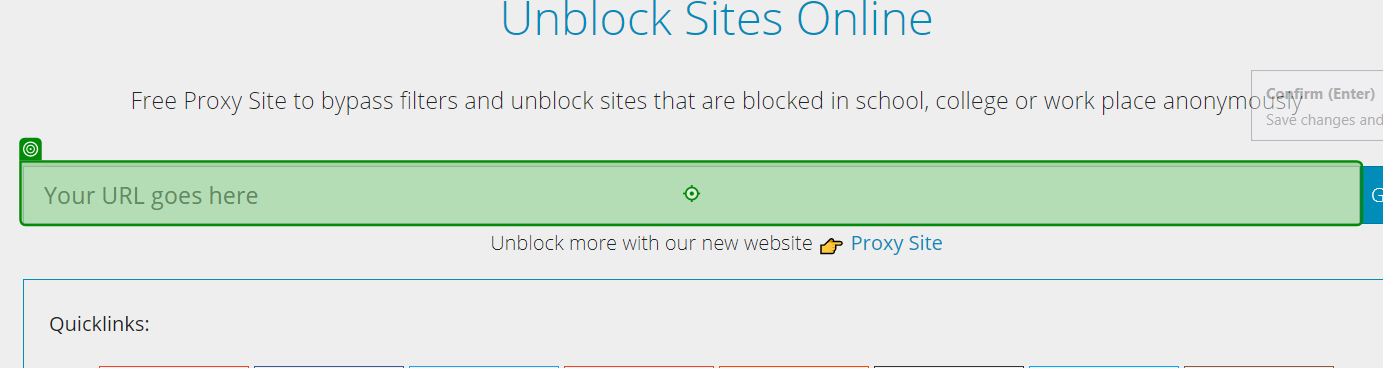 Unblock Sites Online
Free Proxy Site to bypass filters and unblock sites that are blocked in school, college or work place anonymously
Confirm (Enter)
Save changes and
Your URL goes here
G
Unblock more with our new website 👉 Proxy Site
Quicklinks: